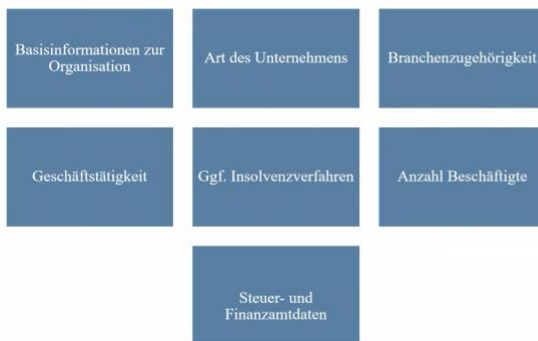 Basisinformationen zur
Organisation
Art des Unternehmens
Branchenzugehörigkeit
Geschäftstätigkeit
Ggf. Insolvenzverfahren
Anzahl Beschäftigte
Steuer- und
Finanzamtdaten